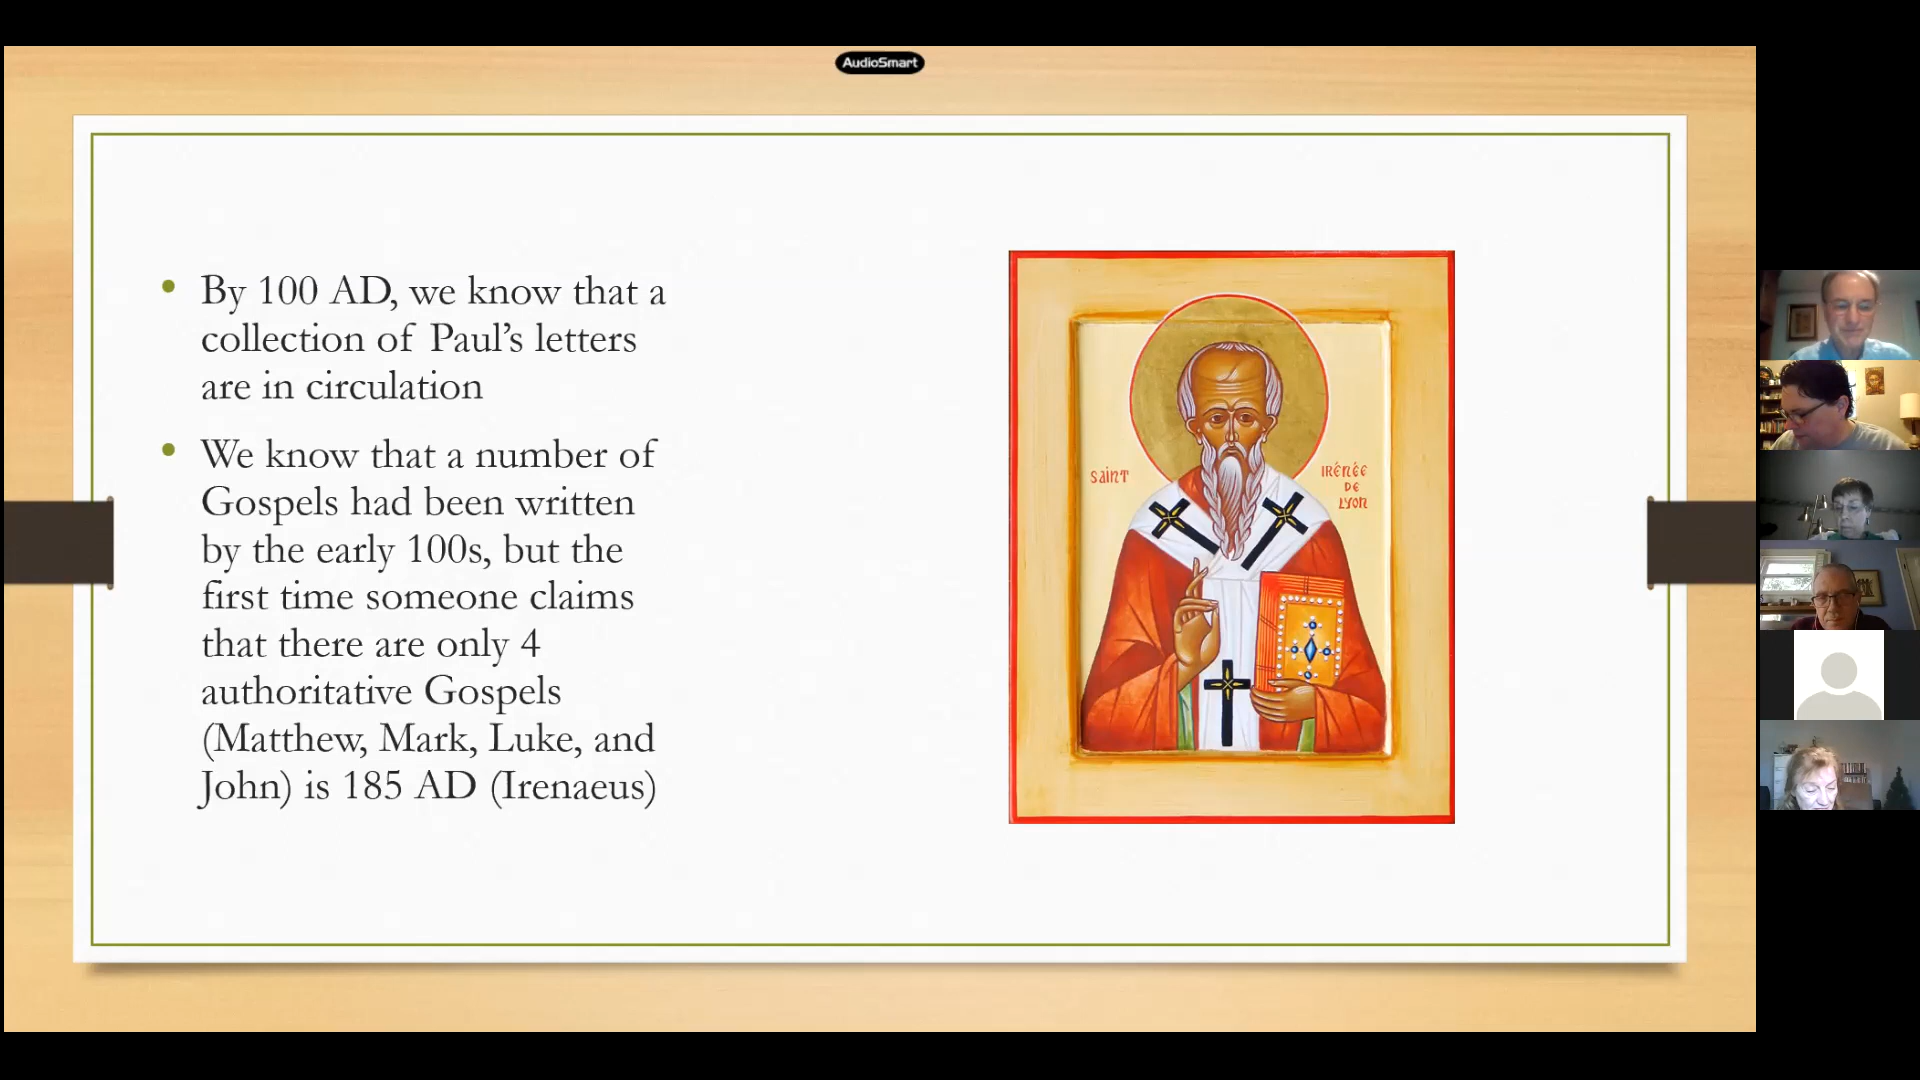 AudioSmart
• By 100 AD, we know that a
collection of Paul’s letters
are in circulation
• We know that a number of
Gospels had been written
by the early 100s, but the
first time someone claims
that there are only 4
authoritative Gospels
(Matthew, Mark, Luke, and
John) is 185 AD (Irenaeus)
SAINT
IRÉNÉE
DE
LYON